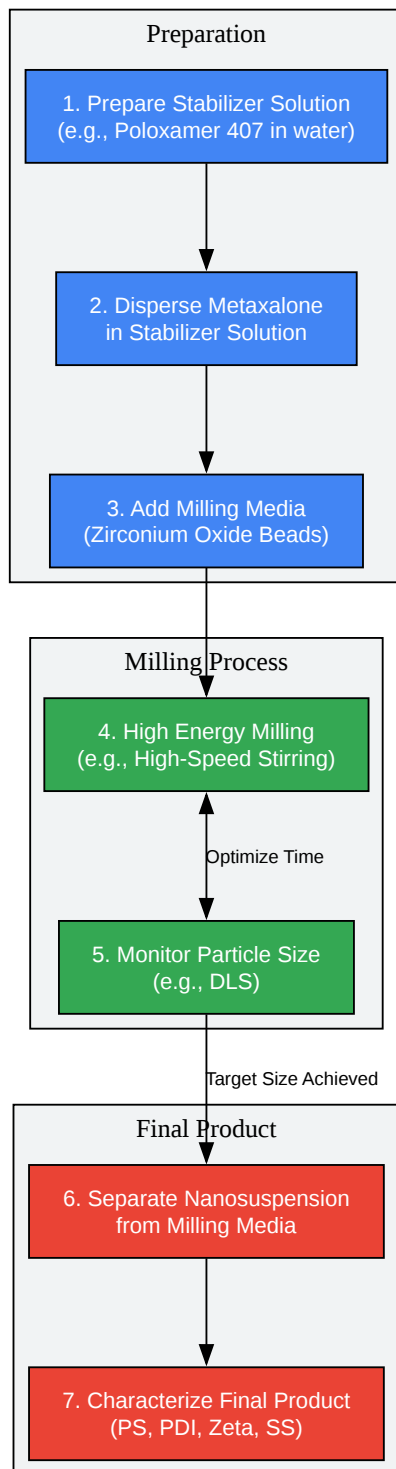 Preparation
1. Prepare Stabilizer Solution
(e.g., Poloxamer 407 in water)
2. Disperse Metaxalone
in Stabilizer Solution
3. Add Milling Media
(Zirconium Oxide Beads)
Milling Process
4. High Energy Milling
(e.g., High-Speed Stirring)
Optimize Time
5. Monitor Particle Size
(e.g., DLS)
Target Size Achieved
Final Product
6. Separate Nanosuspension
from Milling Media
7. Characterize Final Product
(PS, PDI, Zeta, SS)